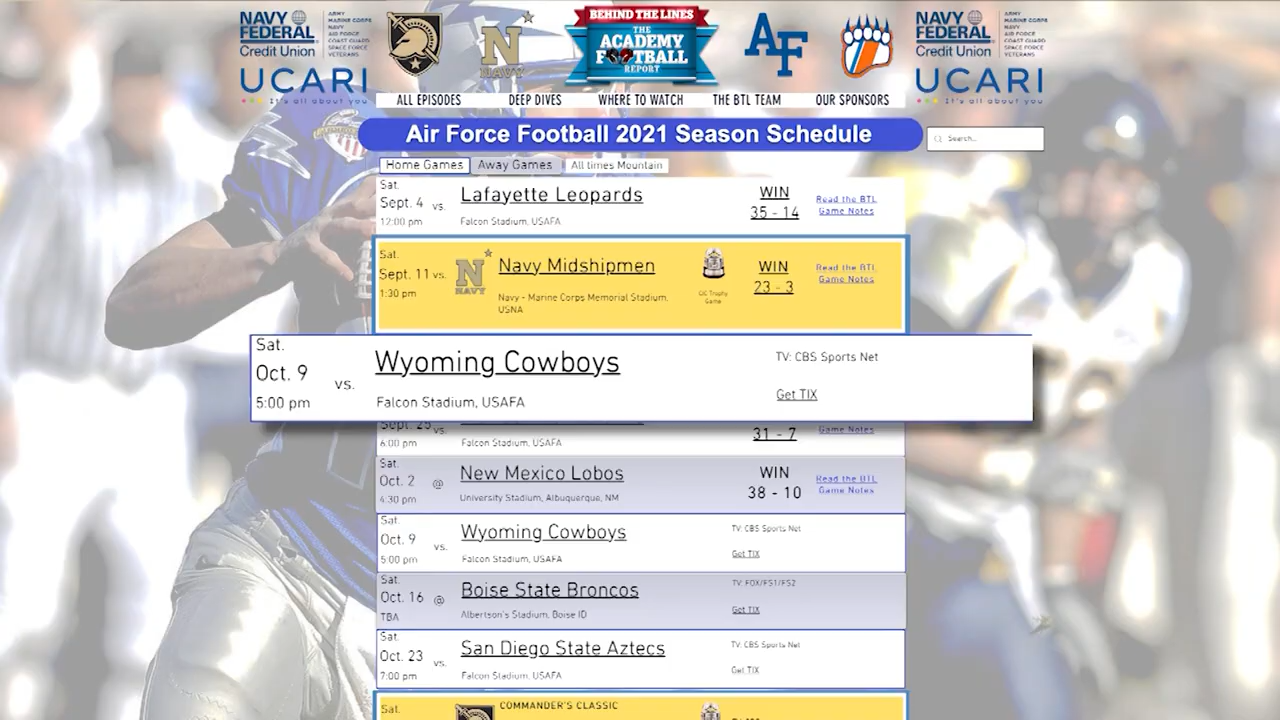 NAVY
FEDERAL
Credit Union
ARMY
MARINE CORPS
NAVY
AIR FORCE
COAST GUARD
SPACE FORCE
VETERANS
UCARI
It's all about you
N
NAVY
BEHIND THE LINES
THE
ACADEMY
FOOTBALL
REPORT
AF
NAVY
FEDERAL
Credit Union
ARMY
MARINE CORPS
NAVY
AIR FORCE
COAST GUARD
SPACE FORCE
VETERANS
UCARI
It's all about you
ALL EPISODES DEEP DIVES WHERE TO WATCH THE BTL TEAM OUR SPONSORS
Air Force Football 2021 Season Schedule
Search...
Home Games Away Games All times Mountain
Sat.
Sept. 4 vs.
12:00 pm
Lafayette Leopards
Falcon Stadium, USAFA
WIN
35 - 14
Read the BTL
Game Notes
Sat.
Sept. 11 vs.
1:30 pm
N
NAVY
Navy Midshipmen
Navy - Marine Corps Memorial Stadium,
USNA
CIC Trophy
Game
WIN
23 - 3
Read the BTL
Game Notes
Sat.
Oct. 9
vs.
5:00 pm
Wyoming Cowboys
Falcon Stadium, USAFA
TV: CBS Sports Net
Get TIX
Sept. 25 vs.
6:00 pm
Falcon Stadium, USAFA
31 - 7
Game Notes
Sat.
Oct. 2 @
4:30 pm
New Mexico Lobos
University Stadium, Albuquerque, NM
WIN
38 - 10
Read the BTL
Game Notes
Sat.
Oct. 9
vs.
5:00 pm
Wyoming Cowboys
Falcon Stadium, USAFA
TV: CBS Sports Net
Get TIX
Sat.
Oct. 16 @
TBA
Boise State Broncos
Albertson's Stadium, Boise ID
TV: FOX/FS1/FS2
Get TIX
Sat.
Oct. 23
vs.
7:00 pm
San Diego State Aztecs
Falcon Stadium, USAFA
TV: CBS Sports Net
Get TIX
Sat.
COMMANDER'S CLASSIC